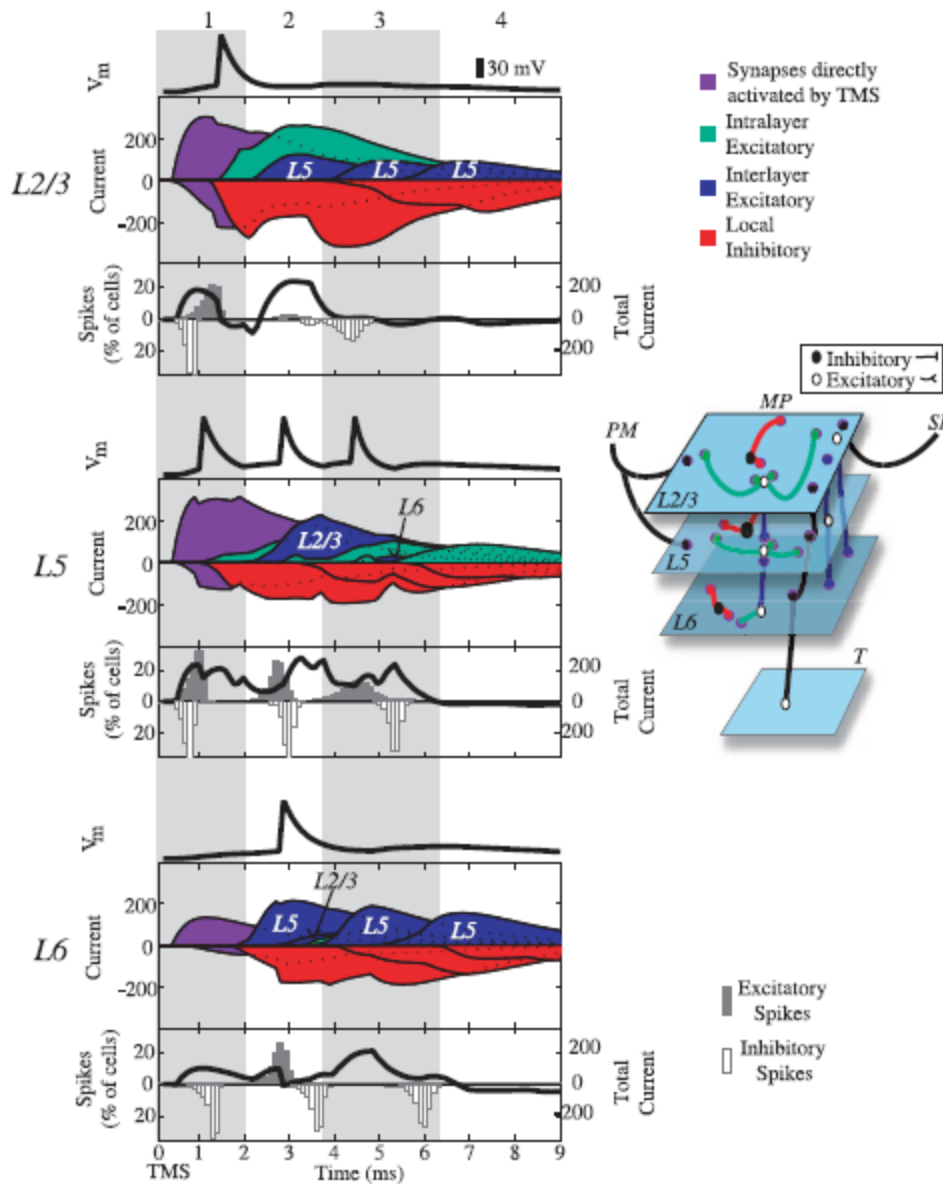 1 2 3 4
Vm
30 mV
L2/3
Current
200
0
-200
L5 L5 L5
Spikes
(% of cells)
20
0
20
200
0
200
Total
Current
Vm
L5
Current
200
0
-200
L2/3
L6
Spikes
(% of cells)
20
0
20
200
0
200
Total
Current
Vm
L6
Current
200
0
-200
L2/3
L5 L5 L5
Spikes
(% of cells)
20
0
20
200
0
200
Total
Current
0 1 2 3 4 5 6 7 8 9
TMS
Time (ms)
Synapses directly
activated by TMS
Intralayer
Excitatory
Interlayer
Excitatory
Local
Inhibitory
Inhibitory
Excitatory
MP
PM
L2/3
L5
L6
T
Excitatory
Spikes
Inhibitory
Spikes